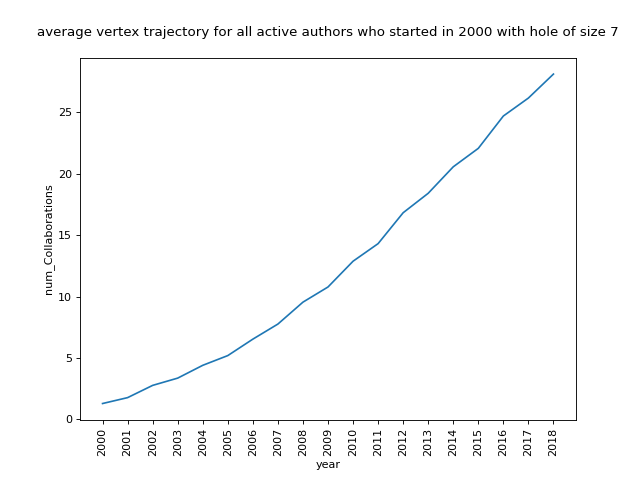 average vertex trajectory for all active authors who started in 2000 with hole of size 7
25
20
15
10
5
0
num_Collaborations
2000 2001 2002 2003 2004 2005 2006 2007 2008 2009 2010 2011 2012 2013 2014 2015 2016 2017 2018
year